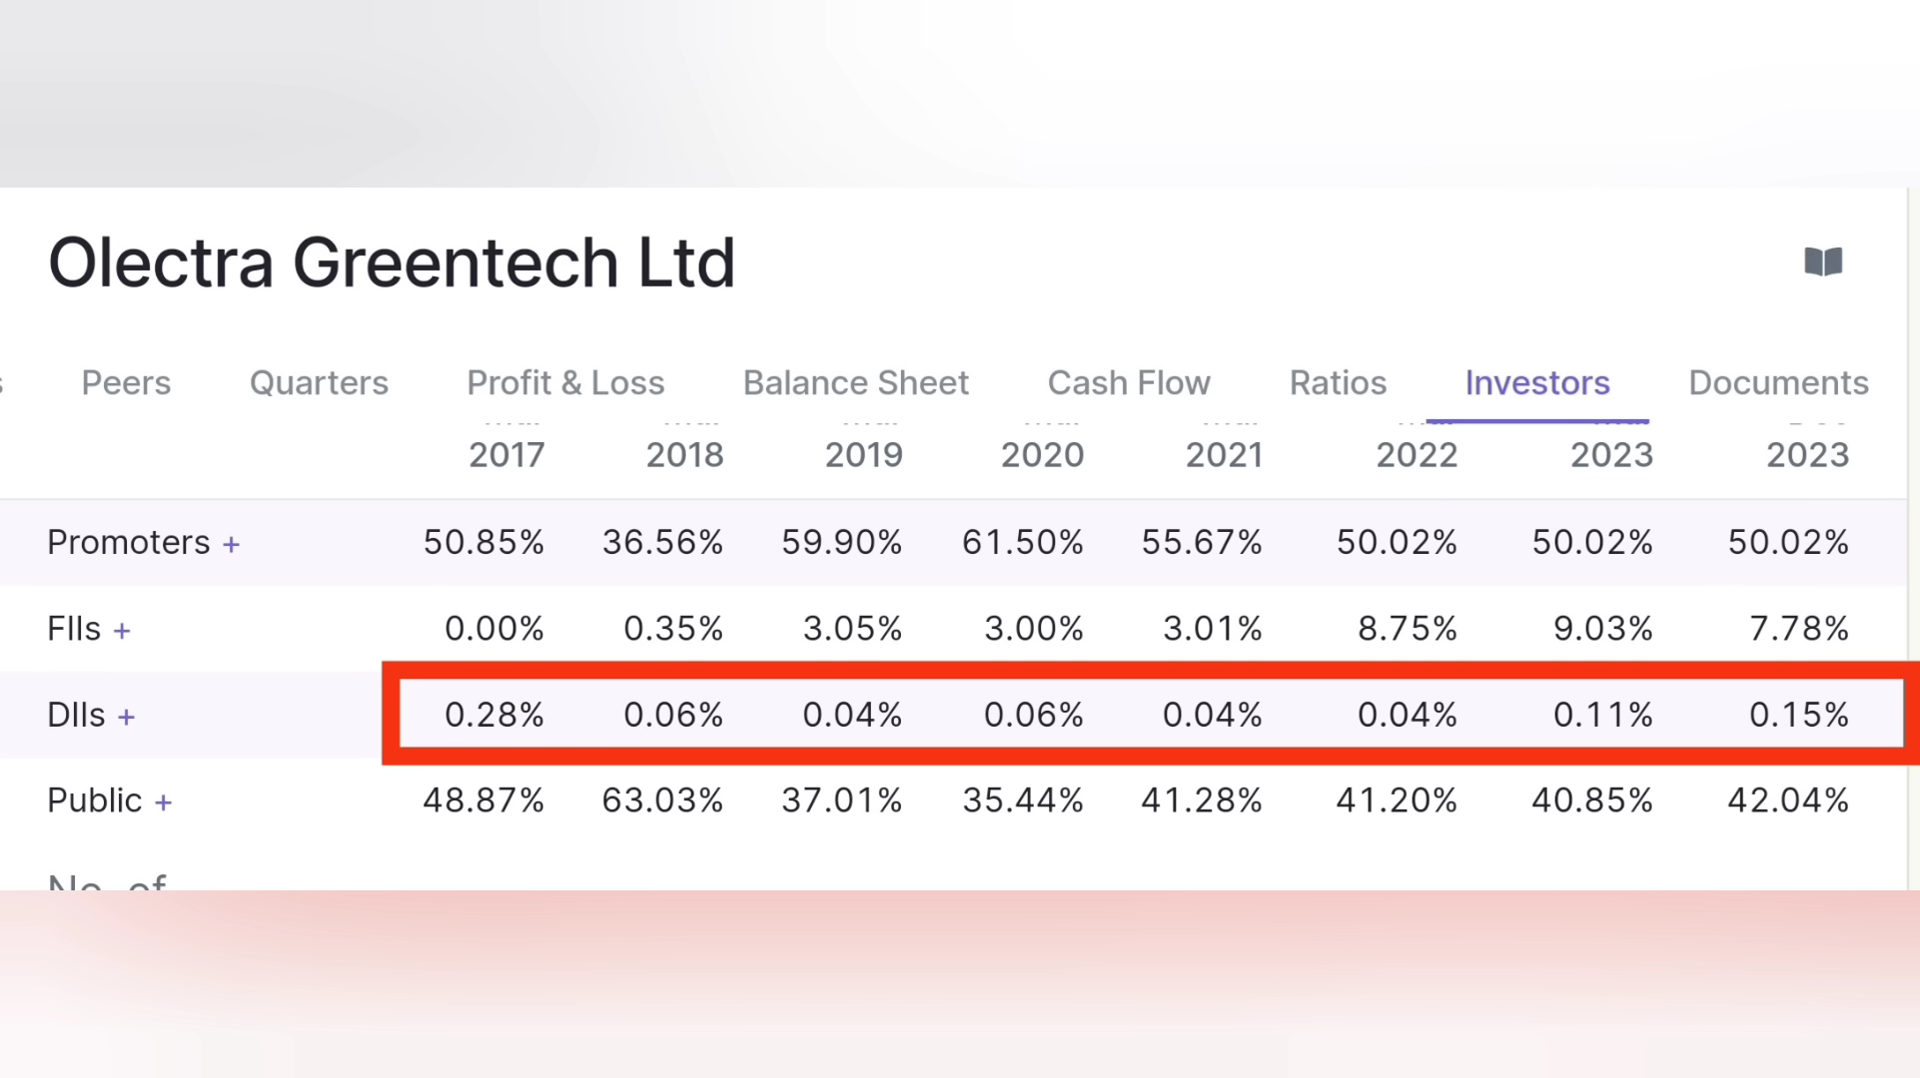 Olectra Greentech Ltd
Peers Quarters Profit & Loss Balance Sheet Cash Flow Ratios Investors Documents
2017 2018 2019 2020 2021 2022 2023 2023
Promoters + 50.85% 36.56% 59.90% 61.50% 55.67% 50.02% 50.02% 50.02%
FIIs + 0.00% 0.35% 3.05% 3.00% 3.01% 8.75% 9.03% 7.78%
DIIs + 0.28% 0.06% 0.04% 0.06% 0.04% 0.04% 0.11% 0.15%
Public + 48.87% 63.03% 37.01% 35.44% 41.28% 41.20% 40.85% 42.04%
No. of